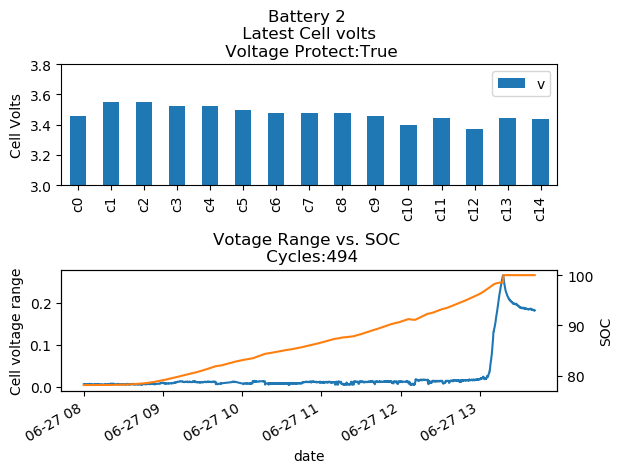 Battery 2
Latest Cell volts
Voltage Protect:True
3.8
3.6
3.4
3.2
3.0
Cell Volts
v
c0 c1 c2 c3 c4 c5 c6 c7 c8 c9 c10 c11 c12 c13 c14
Votage Range vs. SOC
Cycles:494
0.2
0.1
0.0
Cell voltage range
100
90
80
SOC
06-27 08 06-27 09 06-27 10 06-27 11 06-27 12 06-27 13
date